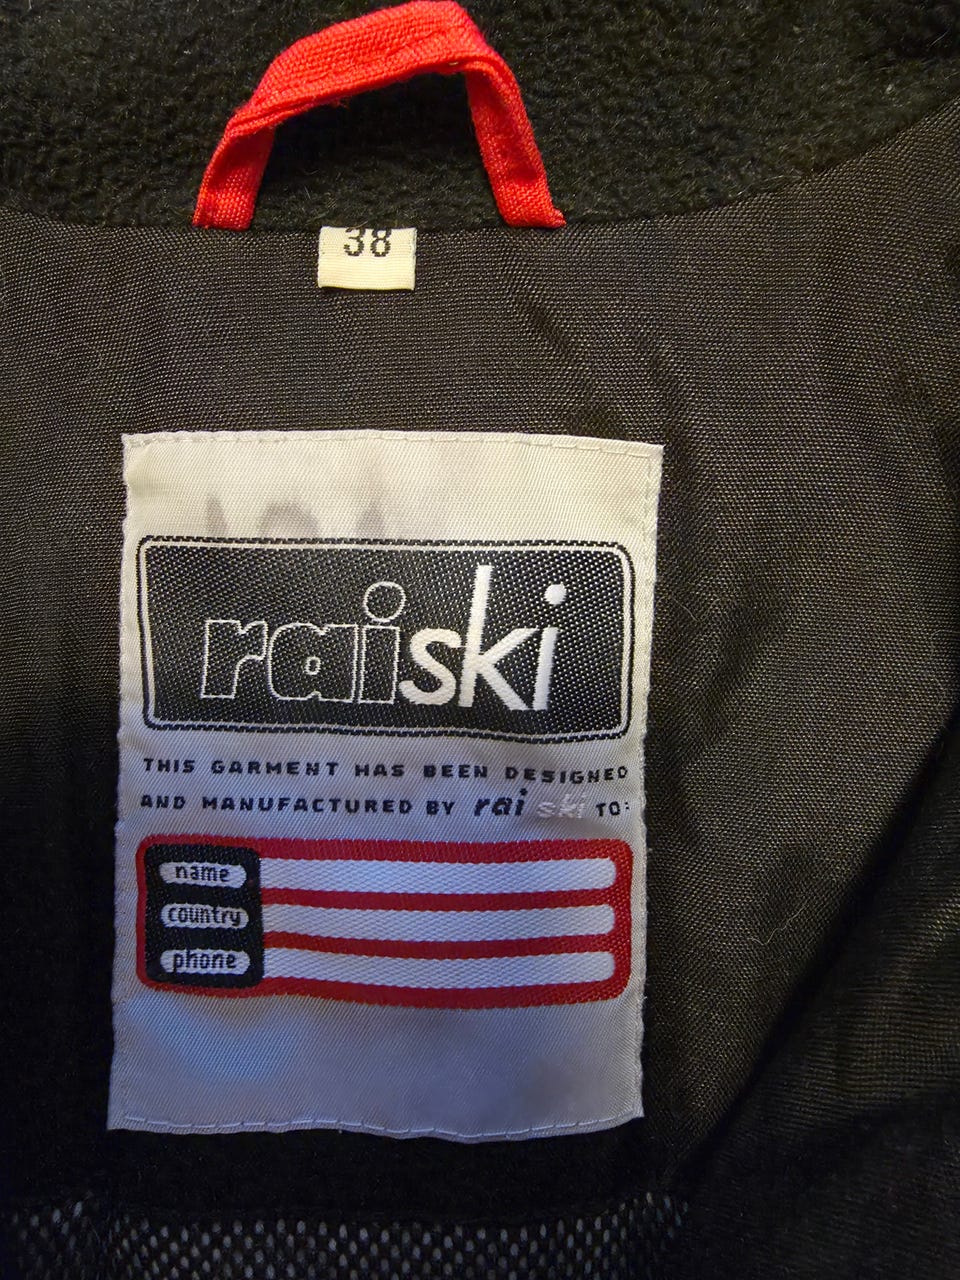 38
raiski
THIS GARMENT HAS BEEN DESIGNED
AND MANUFACTURED BY rai ski TO:
name
country
phone